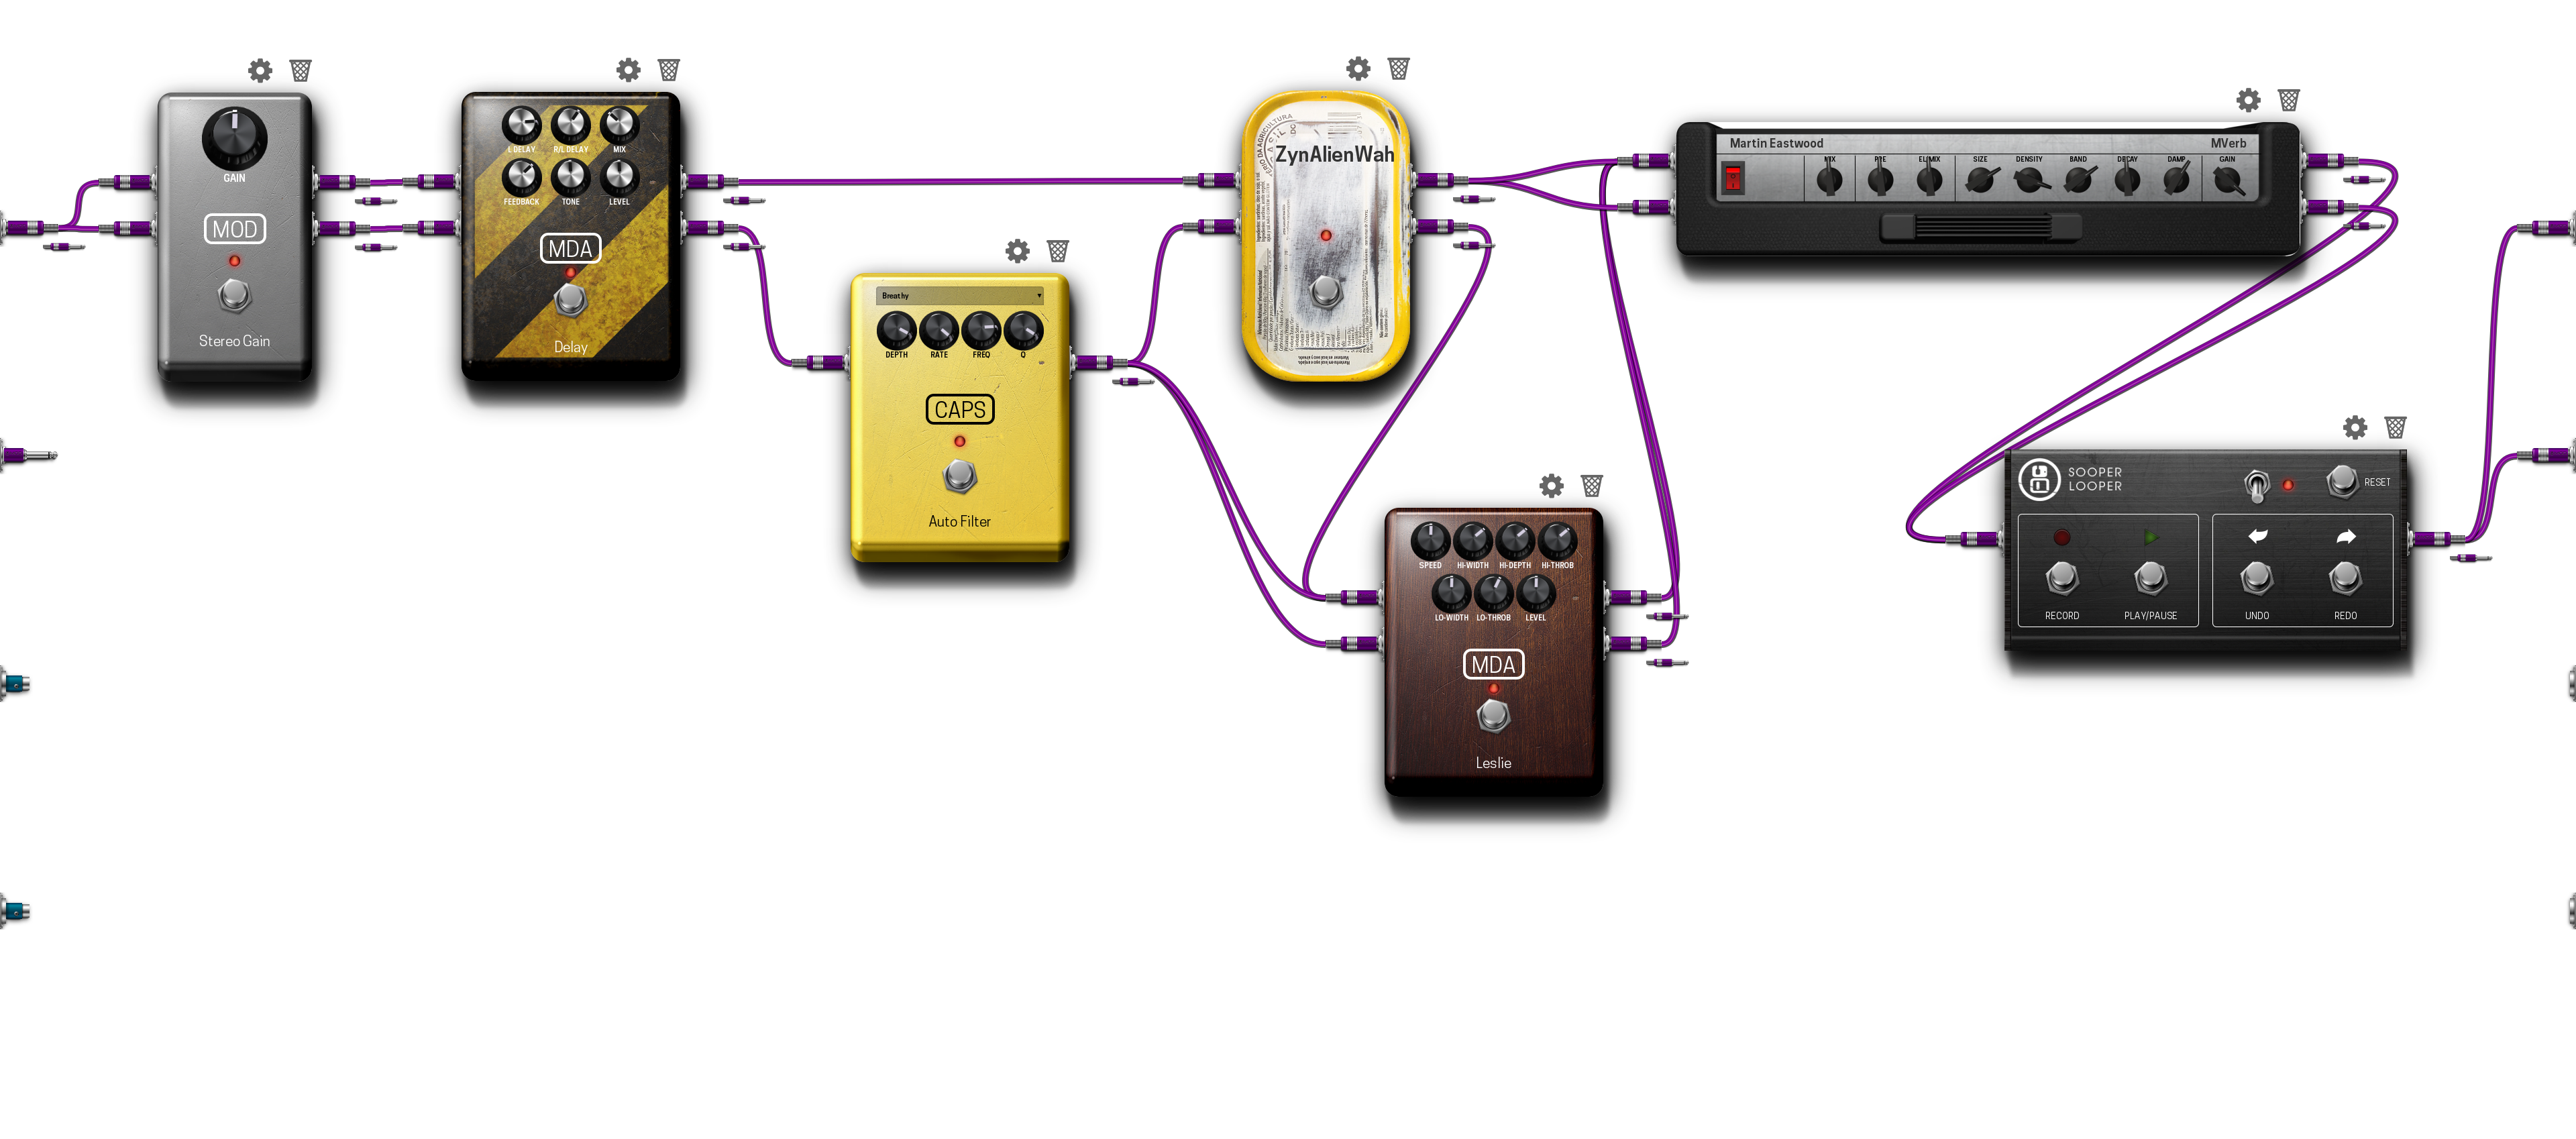 GAIN
MOD
Stereo Gain
L DELAY R/L DELAY MIX
FEEDBACK TONE LEVEL
MDA
Delay
Breathy
DEPTH RATE FREQ Q
CAPS
Auto Filter
ZynAlienWah
SPEED HI-WIDTH HI-DEPTH HI-THROB
LO-WIDTH LO-THROB LEVEL
MDA
Leslie
Martin Eastwood MVerb
MIX PRE EL MIX SIZE DENSITY BAND DECAY DAMP GAIN
SOOPER
LOOPER
RESET
RECORD PLAY/PAUSE UNDO REDO